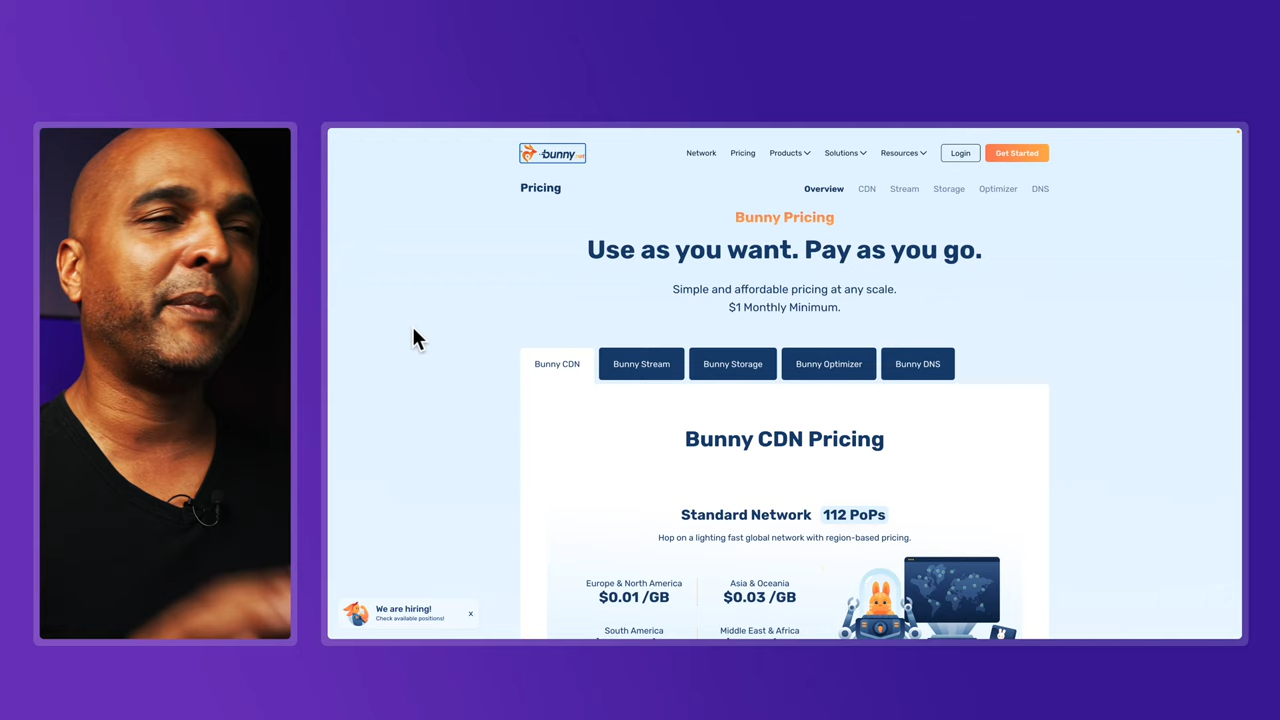 bunny.net
Network Pricing Products Solutions Resources Login Get Started
Pricing
Overview CDN Stream Storage Optimizer DNS
Bunny Pricing
Use as you want. Pay as you go.
Simple and affordable pricing at any scale.
$1 Monthly Minimum.
Bunny CDN Bunny Stream Bunny Storage Bunny Optimizer Bunny DNS
Bunny CDN Pricing
Standard Network 112 PoPs
Hop on a lighting fast global network with region-based pricing.
Europe & North America
$0.01 /GB
Asia & Oceania
$0.03 /GB
South America
Middle East & Africa
We are hiring!
Check available positions!
x